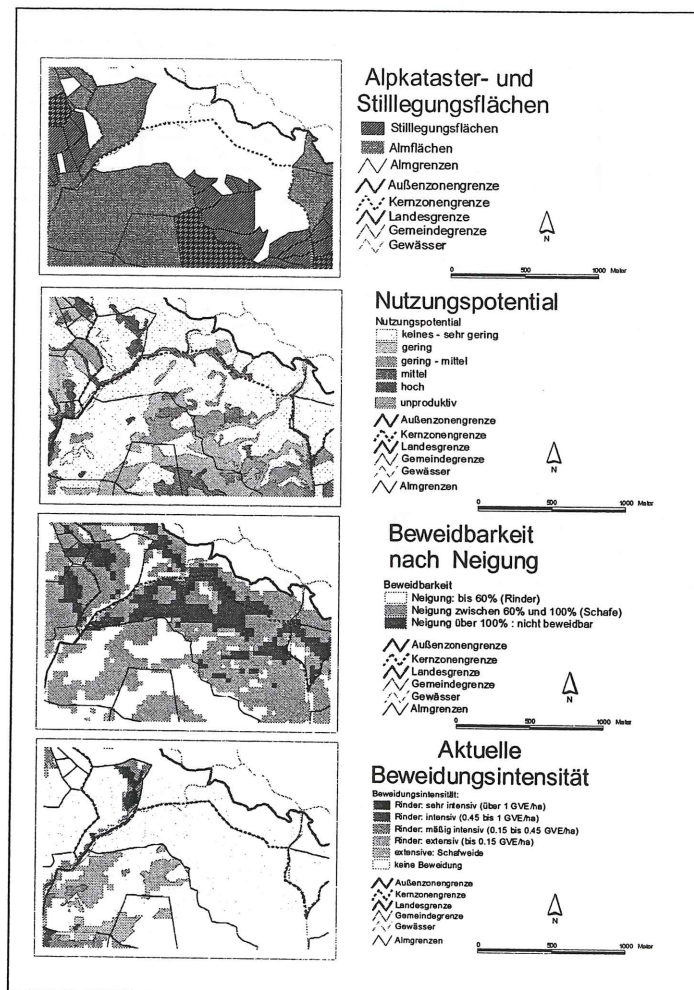 Alpkataster- und
Stilllegungsflächen
Stilllegungsflächen
Almflächen
Almgrenzen
Außenzonengrenze
Kernzonengrenze
Landesgrenze
Gemeindegrenze
Gewässer
N
0 500 1000 Meter
Nutzungspotential
Nutzungspotential
keines - sehr gering
gering
gering - mittel
mittel
hoch
unproduktiv
Außenzonengrenze
Kernzonengrenze
Landesgrenze
Gemeindegrenze
Gewässer
Almgrenzen
N
0 500 1000 Meter
Beweidbarkeit
nach Neigung
Beweidbarkeit
Neigung: bis 60% (Rinder)
Neigung zwischen 60% und 100% (Schafe)
Neigung über 100% : nicht beweidbar
Außenzonengrenze
Kernzonengrenze
Landesgrenze
Gemeindegrenze
Gewässer
Almgrenzen
N
0 500 1000 Meter
Aktuelle
Beweidungsintensität
Beweidungsintensität:
Rinder: sehr intensiv (über 1 GVE/ha)
Rinder: intensiv (0.45 bis 1 GVE/ha)
Rinder: mäßig intensiv (0.15 bis 0.45 GVE/ha)
Rinder: extensiv (bis 0.15 GVE/ha)
extensive: Schafweide
keine Beweidung
Außenzonengrenze
Kernzonengrenze
Landesgrenze
Gemeindegrenze
Gewässer
Almgrenzen
N
0 500 1000 Meter